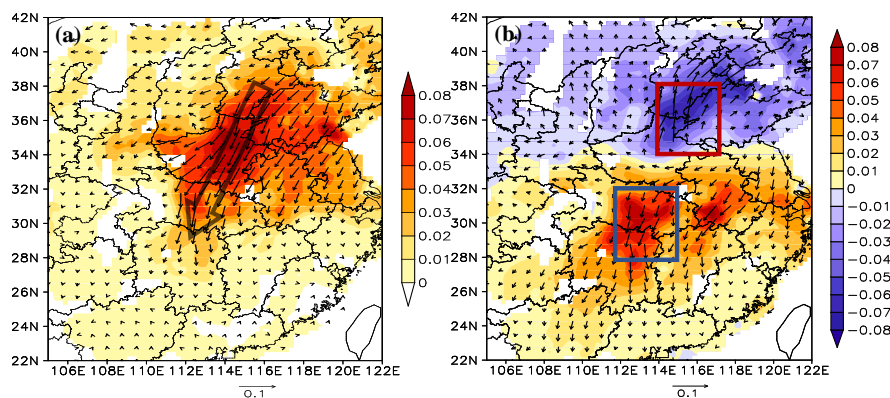 (a)
42N
40N
38N
36N
34N
32N
30N
28N
26N
24N
22N
106E 108E 110E 112E 114E 116E 118E 120E 122E
0.1
0.08
0.07
0.06
0.05
0.04
0.03
0.02
0.01
0
(b)
42N
40N
38N
36N
34N
32N
30N
28N
26N
24N
22N
106E 108E 110E 112E 114E 116E 118E 120E 122E
0.1
0.08
0.07
0.06
0.05
0.04
0.03
0.02
0.01
0
−0.01
−0.02
−0.03
−0.04
−0.05
−0.06
−0.07
−0.08